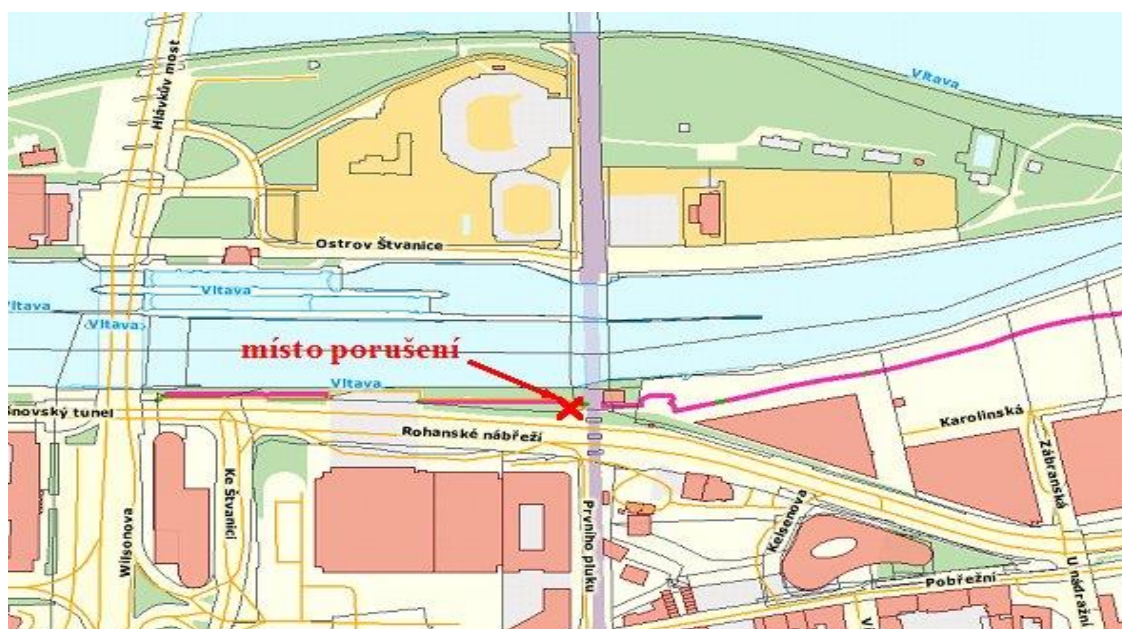 Hlávkův most
Vltava
Ostrov Štvanice
Vltava
Vltava
Vltava
místo porušení
Vltava
novský tunel
Rohanské nábřeží
Karolinská
Ke Štvanici
Zábranská
Wilsonova
Prvního pluku
Kelsenova
Pobřežní
U nádražní